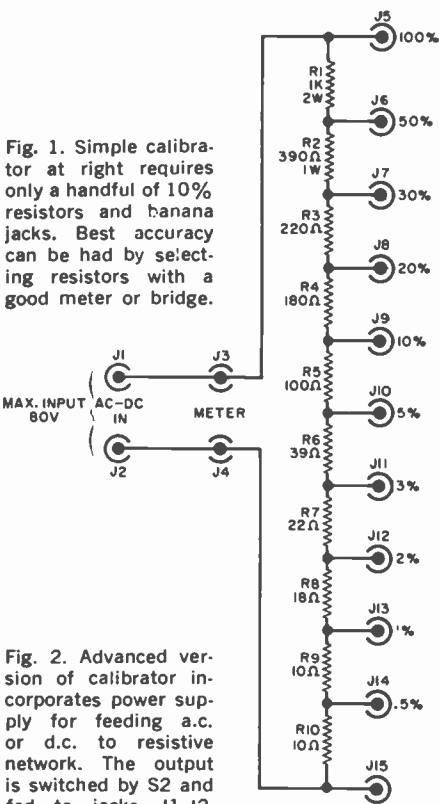 Fig. 1. Simple calibra-
tor at right requires
only a handful of 10%
resistors and banana
jacks. Best accuracy
can be had by select-
ing resistors with a
good meter or bridge.
J1
J3
MAX. INPUT
80V
AC-DC
IN
METER
J2
J4
J5
100%
R1
1K
2W
J6
50%
R2
390Ω
1W
J7
30%
R3
220Ω
J8
20%
R4
180Ω
J9
10%
R5
100Ω
J10
5%
R6
39Ω
J11
3%
R7
22Ω
J12
2%
R8
18Ω
J13
1%
R9
10Ω
J14
.5%
R10
10Ω
J15
Fig. 2. Advanced ver-
sion of calibrator in-
corporates power sup-
ply for feeding a.c.
or d.c. to resistive
network. The output
is switched by S2 and